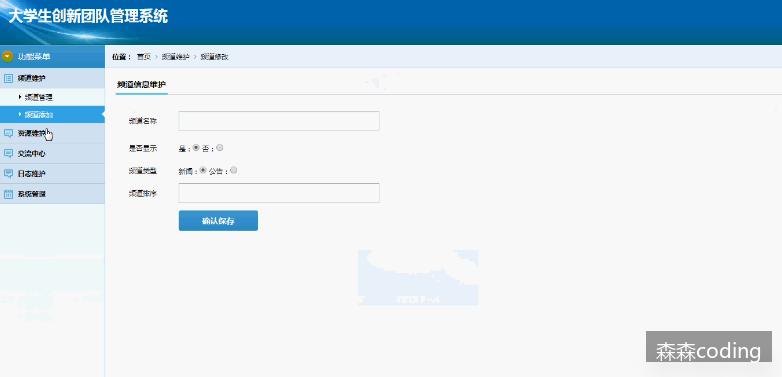 大学生创新团队管理系统
功能菜单
位置： 首页 > 频道维护 > 频道修改
频道维护
频道管理
频道添加
资源维护
交流中心
日志维护
系统管理
频道信息维护
频道名称
是否显示 是： 否：
频道类型 新闻： 公告：
频道排序
确认保存
森森coding